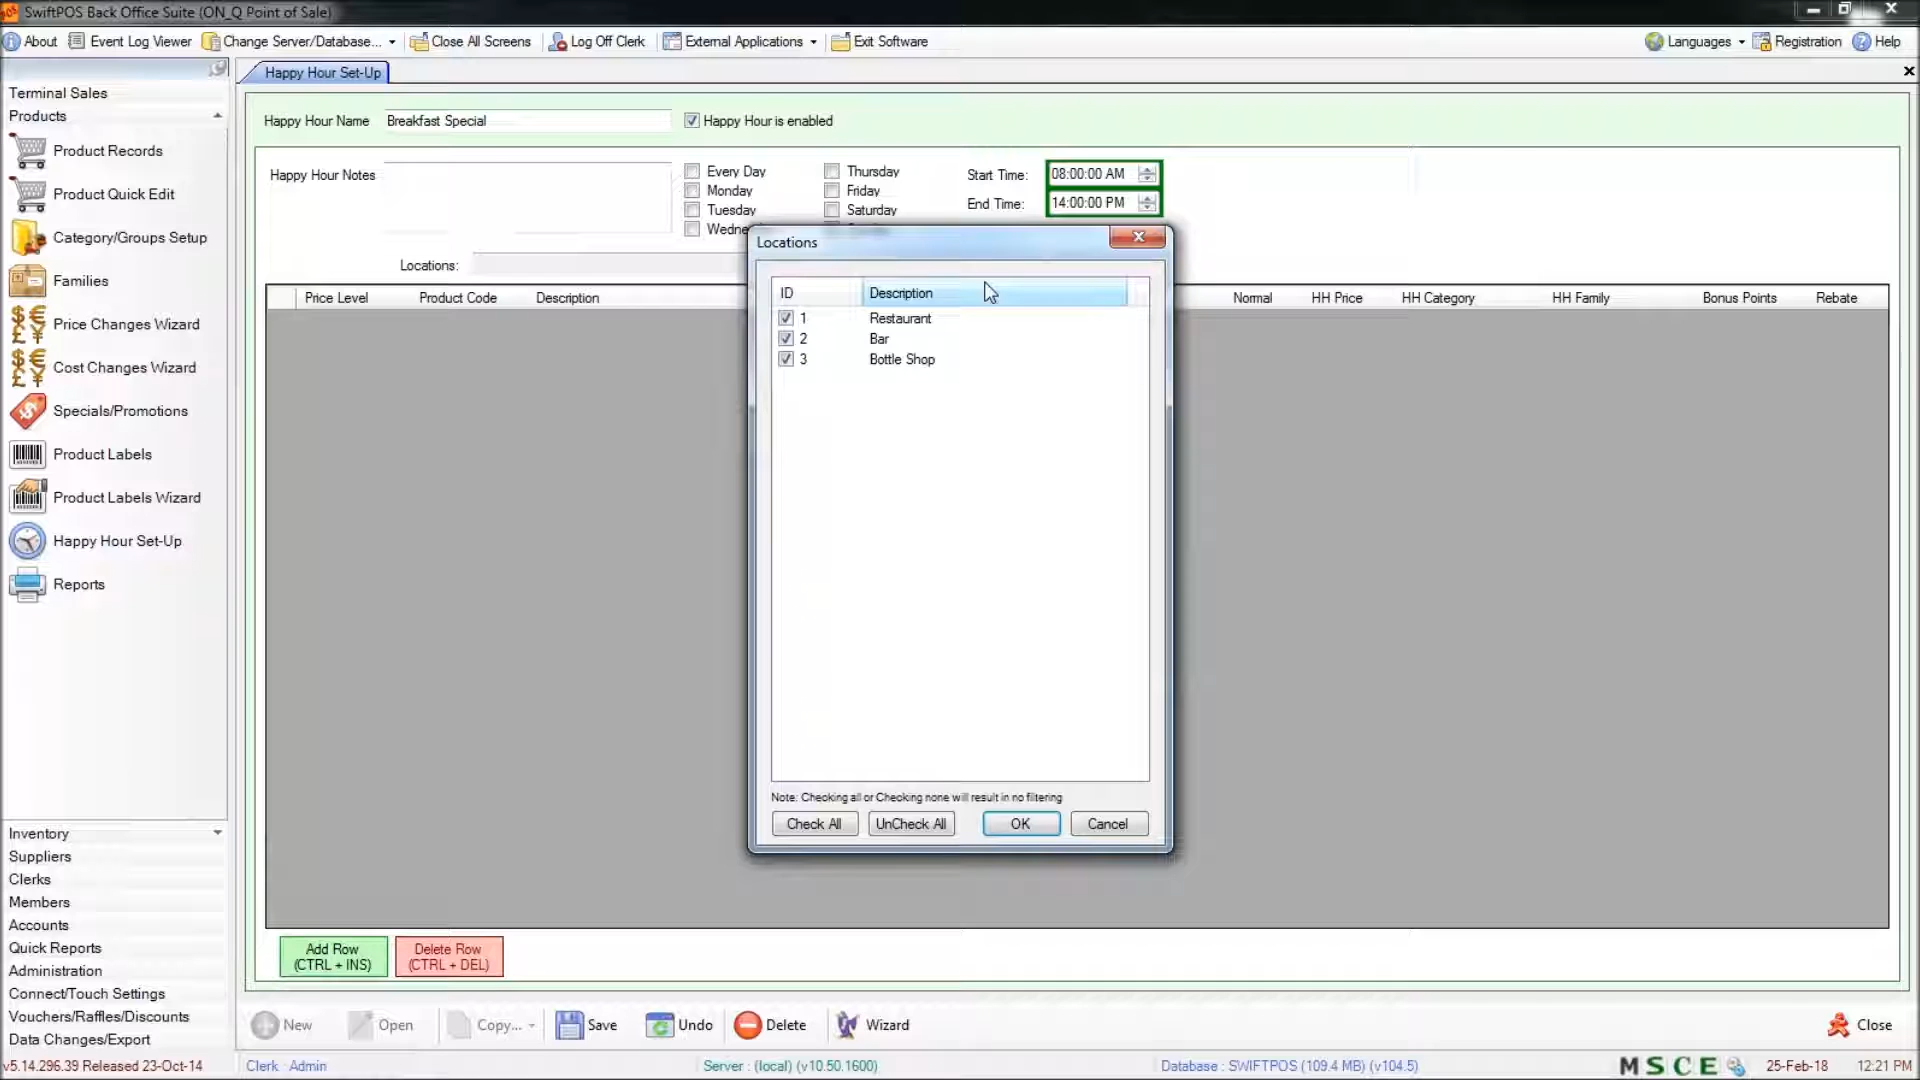 SwiftPOS Back Office Suite (ON_Q Point of Sale)
About Event Log Viewer Change Server/Database... Close All Screens Log Off Clerk External Applications Exit Software Languages Registration Help
Happy Hour Set-Up
Terminal Sales
Products
Product Records
Product Quick Edit
Category/Groups Setup
Families
Price Changes Wizard
Cost Changes Wizard
Specials/Promotions
Product Labels
Product Labels Wizard
Happy Hour Set-Up
Reports
Inventory
Suppliers
Clerks
Members
Accounts
Quick Reports
Administration
Connect/Touch Settings
Vouchers/Raffles/Discounts
Data Changes/Export
Happy Hour Name Breakfast Special Happy Hour is enabled
Happy Hour Notes
Every Day Thursday
Monday Friday
Tuesday Saturday
Wedne
Start Time: 08:00:00 AM
End Time: 14:00:00 PM
Locations:
Price Level Product Code Description Normal HH Price HH Category HH Family Bonus Points Rebate
Locations
ID Description
1 Restaurant
2 Bar
3 Bottle Shop
Note: Checking all or Checking none will result in no filtering
Check All UnCheck All OK Cancel
Add Row
(CTRL + INS)
Delete Row
(CTRL + DEL)
New Open Copy... Save Undo Delete Wizard Close
v5.14.296.39 Released 23-Oct-14 Clerk : Admin Server : (local) (v10.50.1600) Database : SWIFTPOS (109.4 MB) (v104.5) M S C E 25-Feb-18 12:21 PM